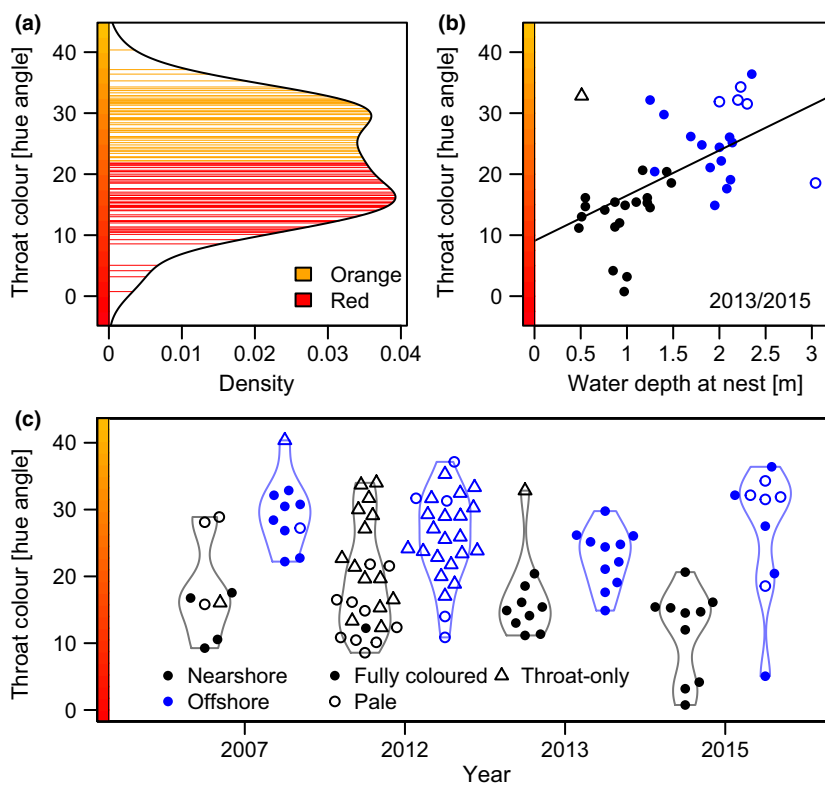 (a)
Throat colour [hue angle]
40
30
20
10
0
Orange
Red
0
0.01
0.02
0.03
0.04
Density
(b)
Throat colour [hue angle]
40
30
20
10
0
2013/2015
0
0.5
1
1.5
2
2.5
3
Water depth at nest [m]
(c)
Throat colour [hue angle]
40
30
20
10
0
Nearshore
Fully coloured
Throat-only
Offshore
Pale
2007
2012
2013
2015
Year